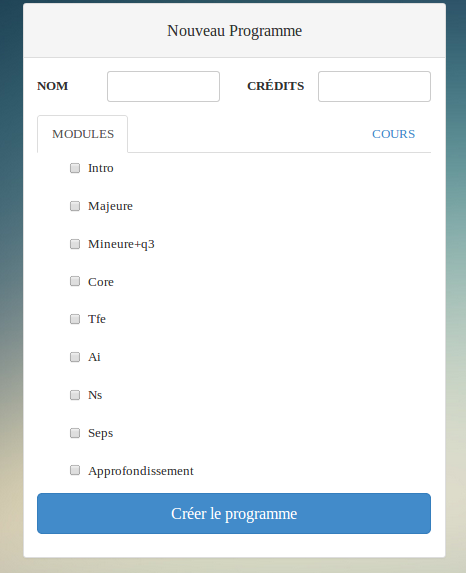 Nouveau Programme
NOM CRÉDITS
MODULES COURS
Intro
Majeure
Mineure+q3
Core
Tfe
Ai
Ns
Seps
Approfondissement
Créer le programme